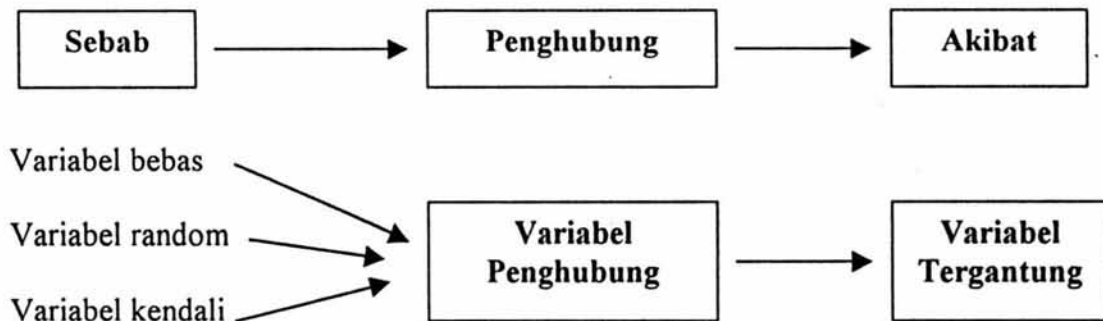 Sebab
Penghubung
Akibat
Variabel bebas
Variabel random
Variabel kendali
Variabel
Penghubung
Variabel
Tergantung